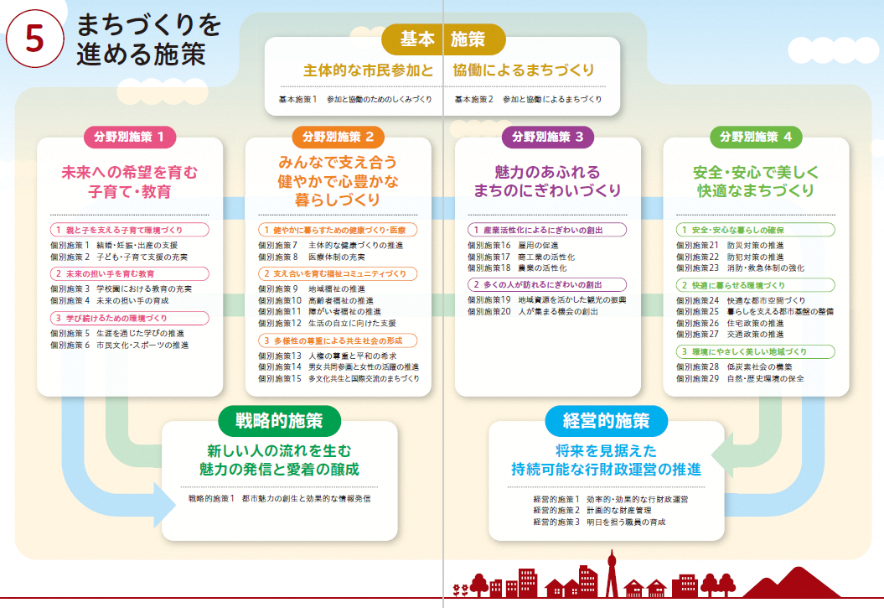 5
まちづくりを
進める施策
基本 施策
主体的な市民参加と 協働によるまちづくり
基本施策1 参加と協働のためのしくみづくり 基本施策2 参加と協働によるまちづくり
分野別施策 1
未来への希望を育む
子育て・教育
1 親と子を支える子育て環境づくり
個別施策 1 結婚・妊娠・出産の支援
個別施策 2 子ども・子育て支援の充実
2 未来の担い手を育む教育
個別施策 3 学校園における教育の充実
個別施策 4 未来の担い手の育成
3 学び続けるための環境づくり
個別施策 5 生涯を通じた学びの推進
個別施策 6 市民文化・スポーツの推進
分野別施策 2
みんなで支え合う
健やかで心豊かな
暮らしづくり
1 健やかに暮らすための健康づくり・医療
個別施策7 主体的な健康づくりの推進
個別施策8 医療体制の充実
2 支え合いを育む福祉コミュニティづくり
個別施策9 地域福祉の推進
個別施策10 高齢者福祉の推進
個別施策11 障がい者福祉の推進
個別施策12 生活の自立に向けた支援
3 多様性の尊重による共生社会の形成
個別施策13 人権の尊重と平和の希求
個別施策14 男女共同参画と女性の活躍の推進
個別施策15 多文化共生と国際交流のまちづくり
分野別施策 3
魅力のあふれる
まちのにぎわいづくり
1 産業活性化によるにぎわいの創出
個別施策16 雇用の促進
個別施策17 商工業の活性化
個別施策18 農業の活性化
2 多くの人が訪れるにぎわいの創出
個別施策19 地域資源を活かした観光の振興
個別施策20 人が集まる機会の創出
分野別施策 4
安全・安心で美しく
快適なまちづくり
1 安全・安心な暮らしの確保
個別施策21 防災対策の推進
個別施策22 防犯対策の推進
個別施策23 消防・救急体制の強化
2 快適に暮らせる環境づくり
個別施策24 快適な都市空間づくり
個別施策25 暮らしを支える都市基盤の整備
個別施策26 住宅政策の推進
個別施策27 交通政策の推進
3 環境にやさしく美しい地域づくり
個別施策28 低炭素社会の構築
個別施策29 自然・歴史環境の保全
戦略的施策
新しい人の流れを生む
魅力の発信と愛着の醸成
戦略的施策1 都市魅力の創生と効果的な情報発信
経営的施策
将来を見据えた
持続可能な行財政運営の推進
経営的施策1 効率的・効果的な行財政運営
経営的施策2 計画的な財産管理
経営的施策3 明日を担う職員の育成